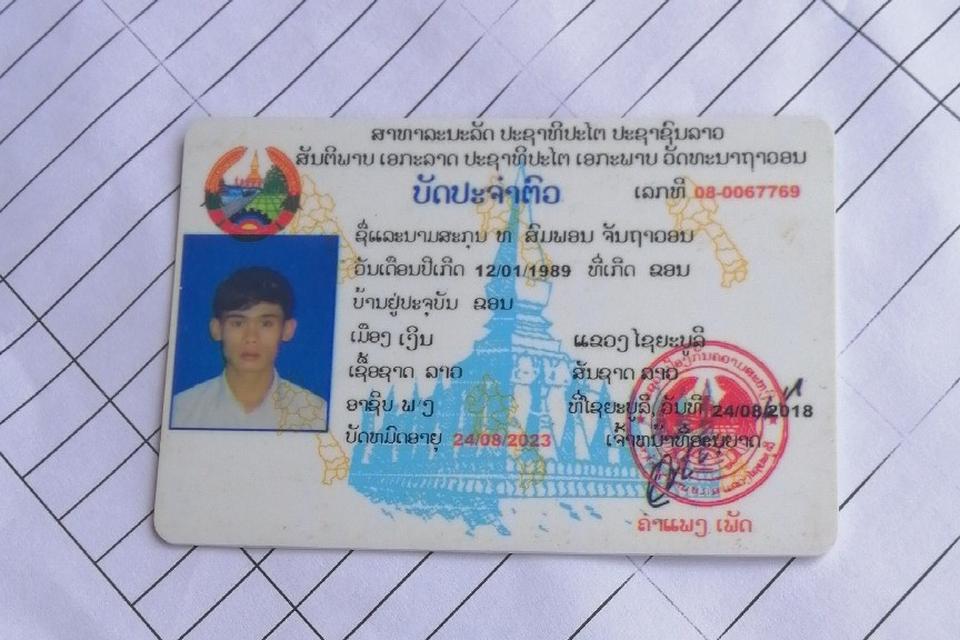 ສາທາລະນະລັດ ປະຊາທິປະໄຕ ປະຊາຊົນລາວ
ສັນຕິພາບ ເອກະລາດ ປະຊາທິປະໄຕ ເອກະພາບ ວັດທະນາຖາວອນ
ບັດປະຈຳຕົວ ເລກທີ 08-0067769
ຊື່ແລະນາມສະກຸນ ທ ສົມພອນ ຈັນຖາວອນ
ວັນເດືອນປີເກີດ 12/01/1989 ທີ່ເກີດ ຂອນ
ບ້ານຢູ່ປະຈຸບັນ ຂອນ
ເມືອງ ເງິນ ແຂວງ ໄຊຍະບູລີ
ເຊື້ອຊາດ ລາວ ສັນຊາດ ລາວ
ອາຊິບ ພ/ງ ທີ່ໄຊຍະບູລີ, ວັນທີ 24/08/2018
ບັດຫມົດອາຍຸ 24/08/2023 ເຈົ້າຫນ້າທີ່ອະນຸຍາດ
ຄຳແພງ ເພັດ